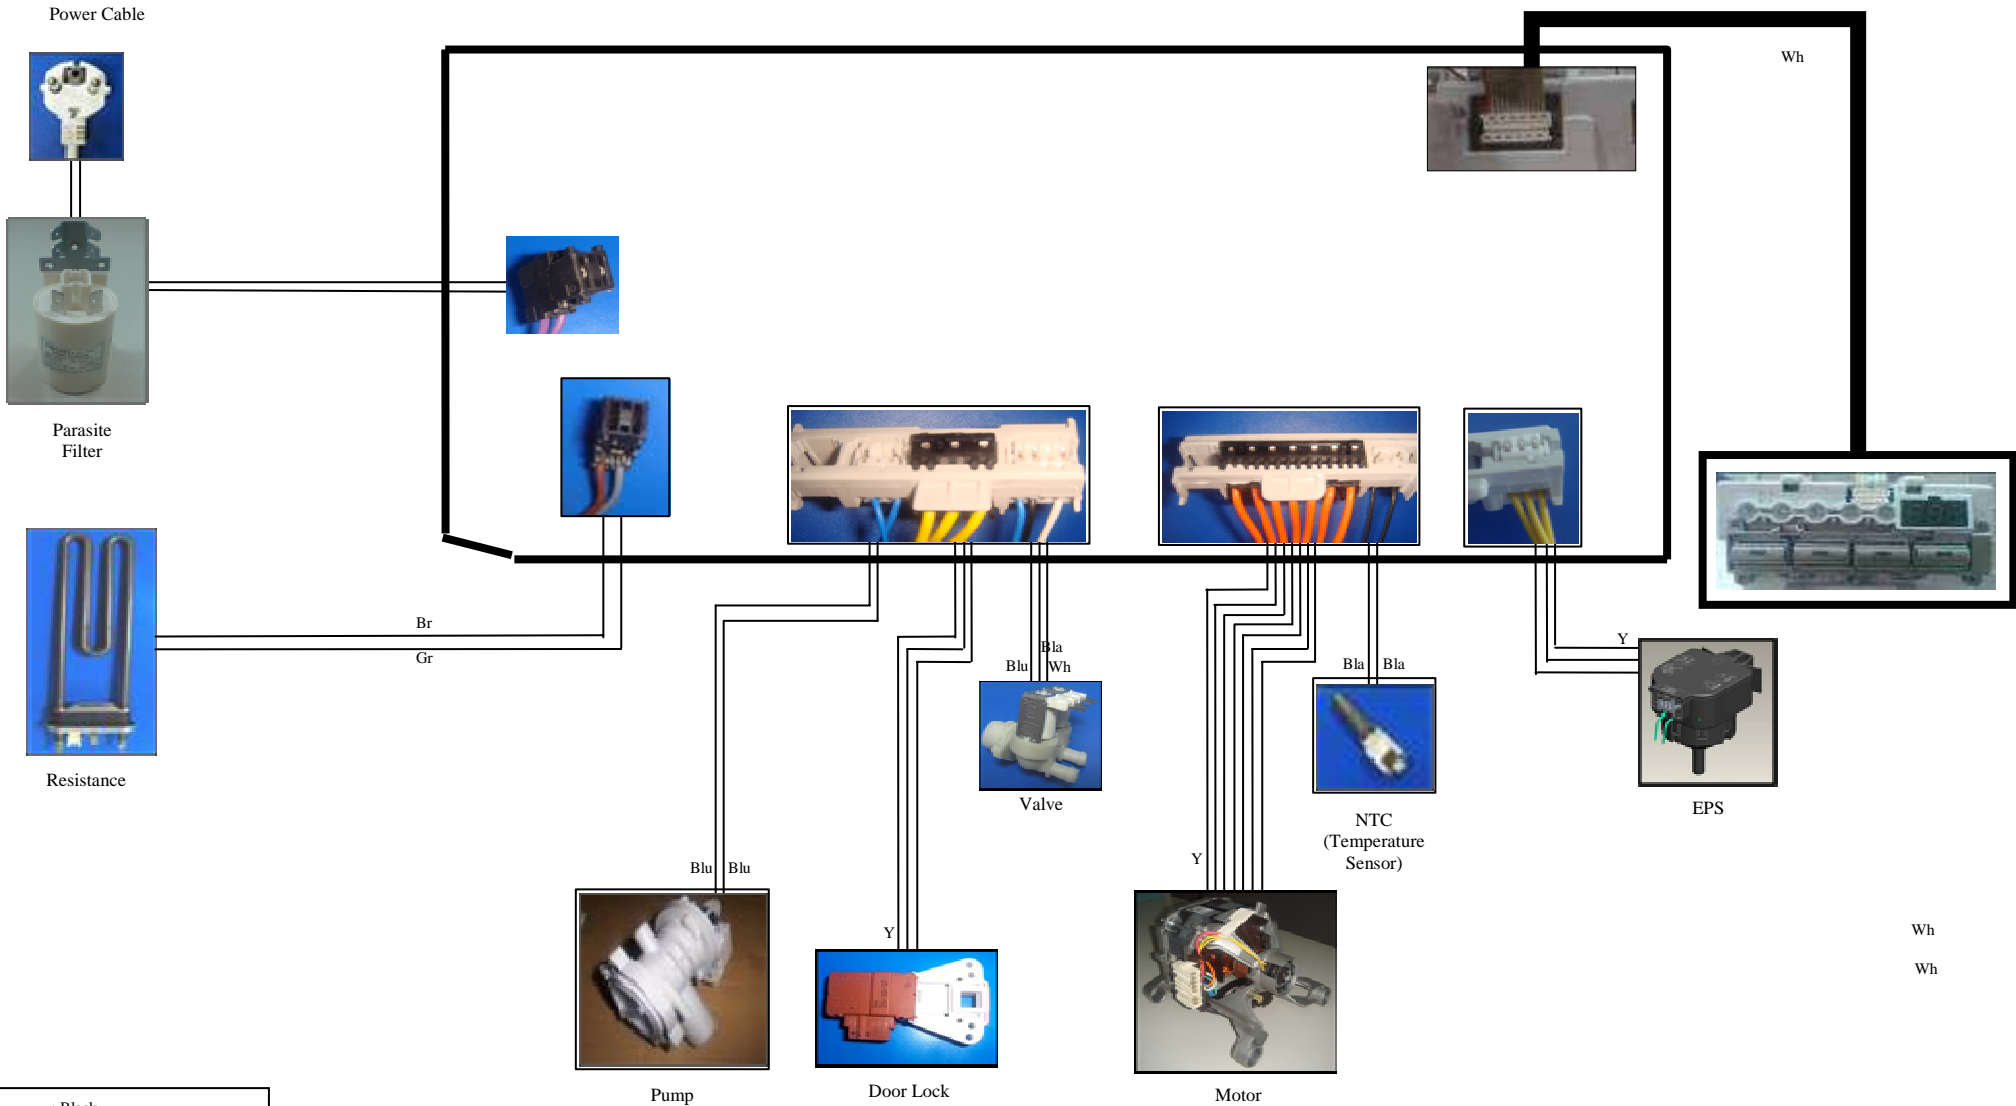 Power Cable
Wh
Parasite
Filter
Br
Gr
Resistance
Bla
Blu
Wh
Valve
Bla
Bla
NTC
(Temperature
Sensor)
Y
EPS
Blu
Blu
Pump
Y
Door Lock
Y
Motor
Wh
Wh